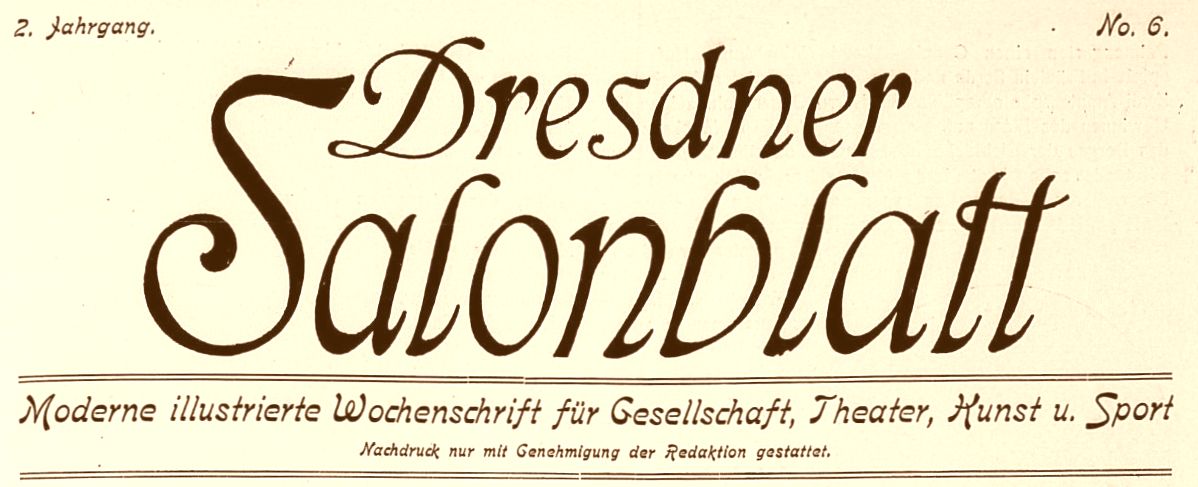 2. Jahrgang.
No. 6.
Dresdner
Salonblatt
Moderne illustrierte Wochenschrift für Gesellschaft, Theater, Kunst u. Sport
Nachdruck nur mit Genehmigung der Redaktion gestattet.